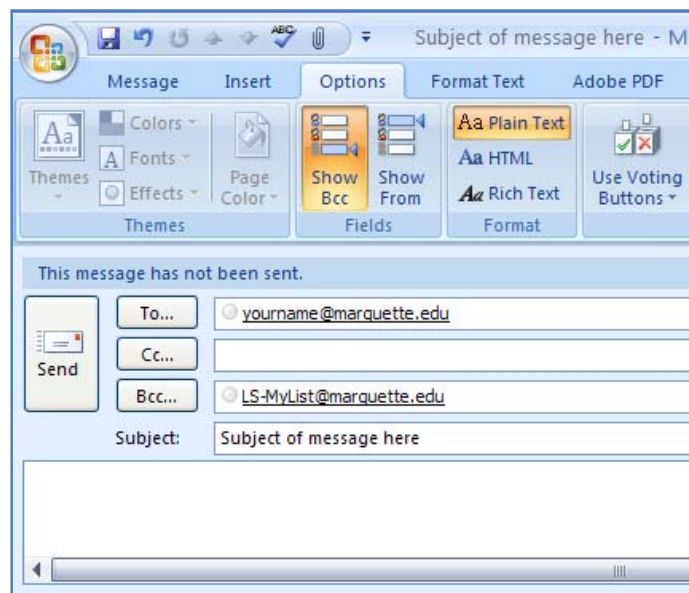 ABC
Subject of message here - M
Message Insert Options Format Text Adobe PDF
Aa Themes
Colors
A Fonts
Effects
Page Color
Themes
Show Bcc
Show From
Fields
Aa Plain Text
Aa HTML
Aa Rich Text
Format
Use Voting Buttons
This message has not been sent.
Send
To... yourname@marquette.edu
Cc...
Bcc... LS-MyList@marquette.edu
Subject: Subject of message here